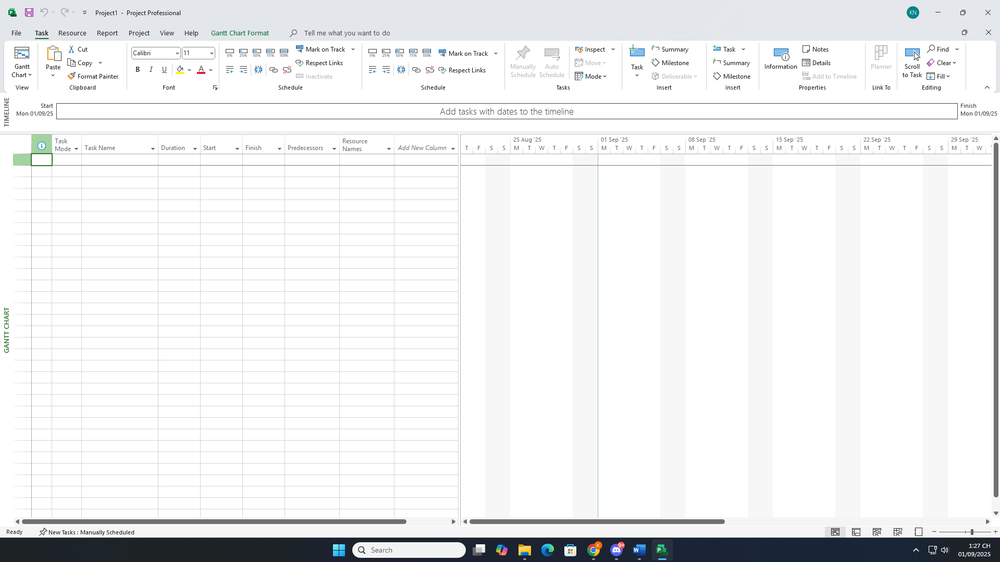 Project1 - Project Professional
KN
File Task Resource Report Project View Help Gantt Chart Format Tell me what you want to do
Gantt Chart
View
Paste
Cut
Copy
Format Painter
Clipboard
Calibri 11
B I U A
Font
0% 25% 50% 75% 100%
Mark on Track
Respect Links
Inactivate
Schedule
0% 25% 50% 75% 100%
Mark on Track
Respect Links
Schedule
Manually Schedule
Auto Schedule
Inspect
Move
Mode
Tasks
Task
Summary
Milestone
Deliverable
Insert
Task
Summary
Milestone
Insert
Information
Notes
Details
Add to Timeline
Properties
Planner
Link To
Scroll to Task
Find
Clear
Fill
Editing
TIMELINE
Start
Mon 01/09/25
Add tasks with dates to the timeline
Finish
Mon 01/09/25
Task Mode Task Name Duration Start Finish Predecessors Resource Names Add New Column
25 Aug '25 01 Sep '25 08 Sep '25 15 Sep '25 22 Sep '25 29 Sep '25
T F S S M T W T F S S M T W T F S S M T W T F S S M T W T F S S M T W T F S S M T W
GANTT CHART
Ready New Tasks : Manually Scheduled
Search
K
9+
1:27 CH
01/09/2025